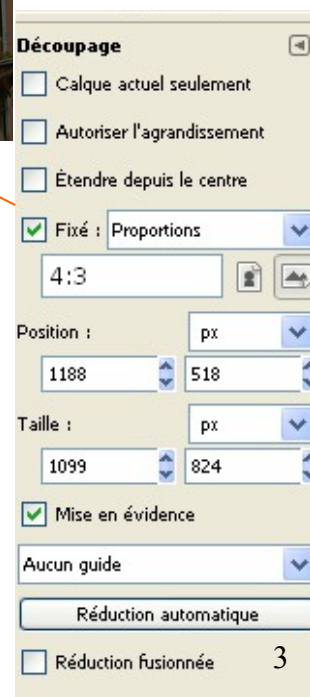 Découpage
Calque actuel seulement
Autoriser l'agrandissement
Étendre depuis le centre
Fixé : Proportions
4:3
Position : px
1188 518
Taille : px
1099 824
Mise en évidence
Aucun guide
Réduction automatique
Réduction fusionnée 3